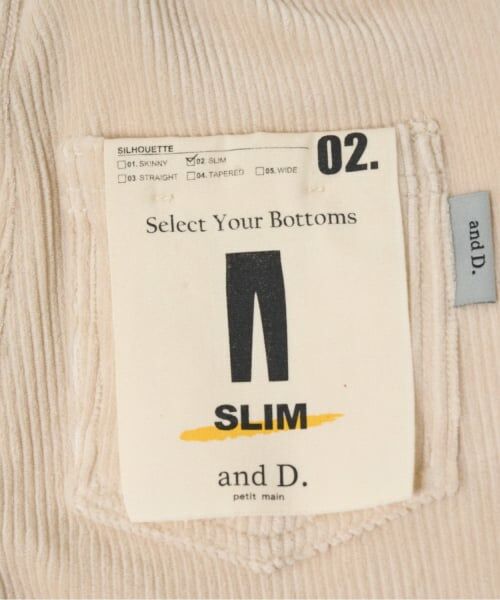 SILHOUETTE
01. SKINNY 02. SLIM
03. STRAIGHT 04. TAPERED 05. WIDE
02.
Select Your Bottoms
SLIM
and D.
petit main
and D.